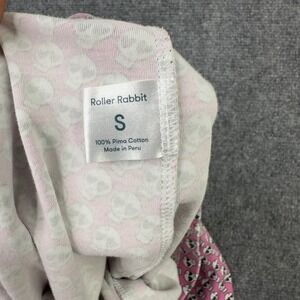 Roller Rabbit
S
100% Pima Cotton
Made in Peru